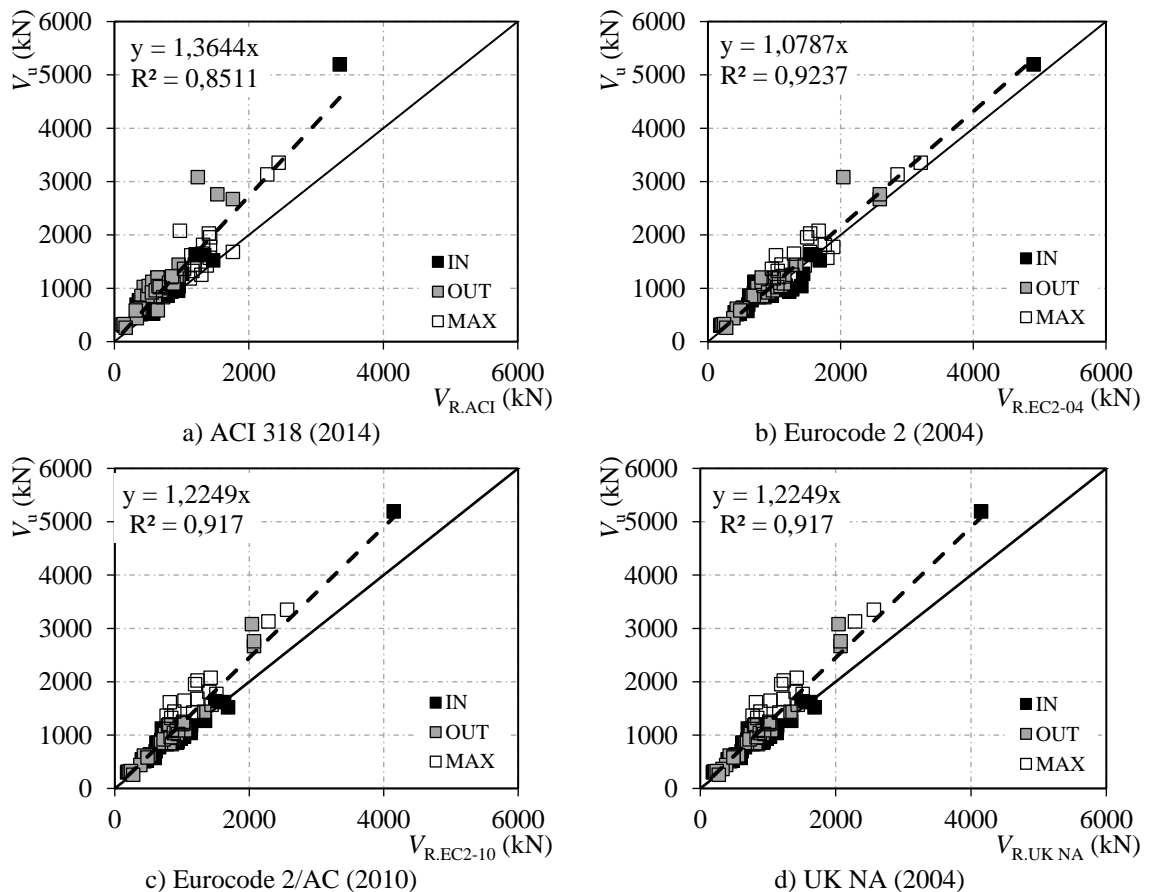 6000
5000
4000
3000
2000
1000
0
V_u (kN)
y = 1,3644x
R² = 0,8511
IN
OUT
MAX
0 2000 4000 6000
V_R.ACI (kN)
a) ACI 318 (2014)
6000
5000
4000
3000
2000
1000
0
V_u (kN)
y = 1,0787x
R² = 0,9237
IN
OUT
MAX
0 2000 4000 6000
V_R.EC2-04 (kN)
b) Eurocode 2 (2004)
6000
5000
4000
3000
2000
1000
0
V_u (kN)
y = 1,2249x
R² = 0,917
IN
OUT
MAX
0 2000 4000 6000
V_R.EC2-10 (kN)
c) Eurocode 2/AC (2010)
6000
5000
4000
3000
2000
1000
0
V_u (kN)
y = 1,2249x
R² = 0,917
IN
OUT
MAX
0 2000 4000 6000
V_R.UK NA (kN)
d) UK NA (2004)